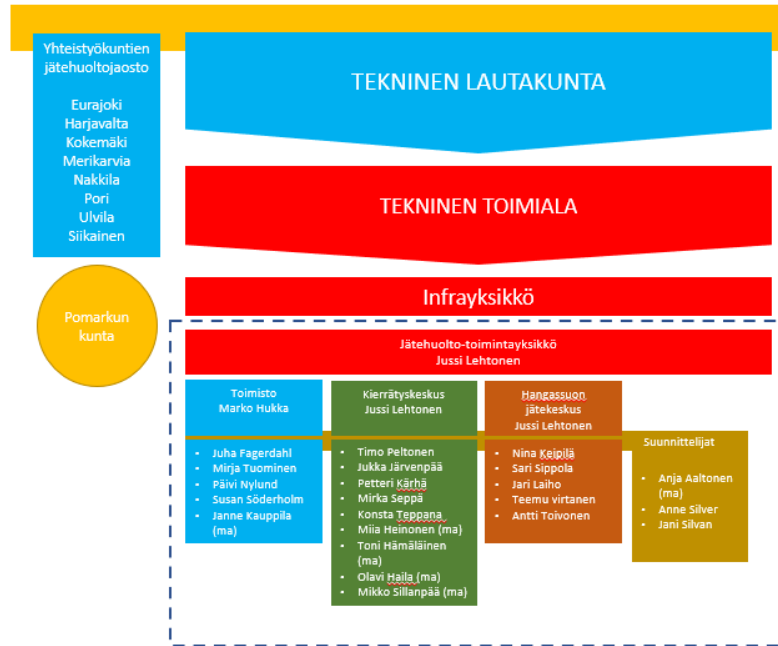 Yhteistyökuntien
jätehuoltojaosto
Eurajoki
Harjavalta
Kokemäki
Merikarvia
Nakkila
Pori
Ulvila
Siikainen
TEKNINEN LAUTAKUNTA
TEKNINEN TOIMIALA
Infrayksikkö
Pomarkun
kunta
Jätehuolto-toimintayksikkö
Jussi Lehtonen
Toimisto
Marko Hukka
• Juha Fagerdahl
• Mirja Tuominen
• Päivi Nylund
• Susan Söderholm
• Janne Kauppila
(ma)
Kierrätyskeskus
Jussi Lehtonen
• Timo Peltonen
• Jukka Järvenpää
• Petteri Kärhä
• Mirka Seppä
• Konsta Teppana
• Miia Heinonen (ma)
• Toni Hämäläinen
(ma)
• Olavi Haila (ma)
• Mikko Sillanpää (ma)
Hangassuon
jätekeskus
Jussi Lehtonen
• Nina Keipilä
• Sari Sippola
• Jari Laiho
• Teemu virtanen
• Antti Toivonen
Suunnittelijat
• Anja Aaltonen
(ma)
• Anne Silver
• Jani Silvan